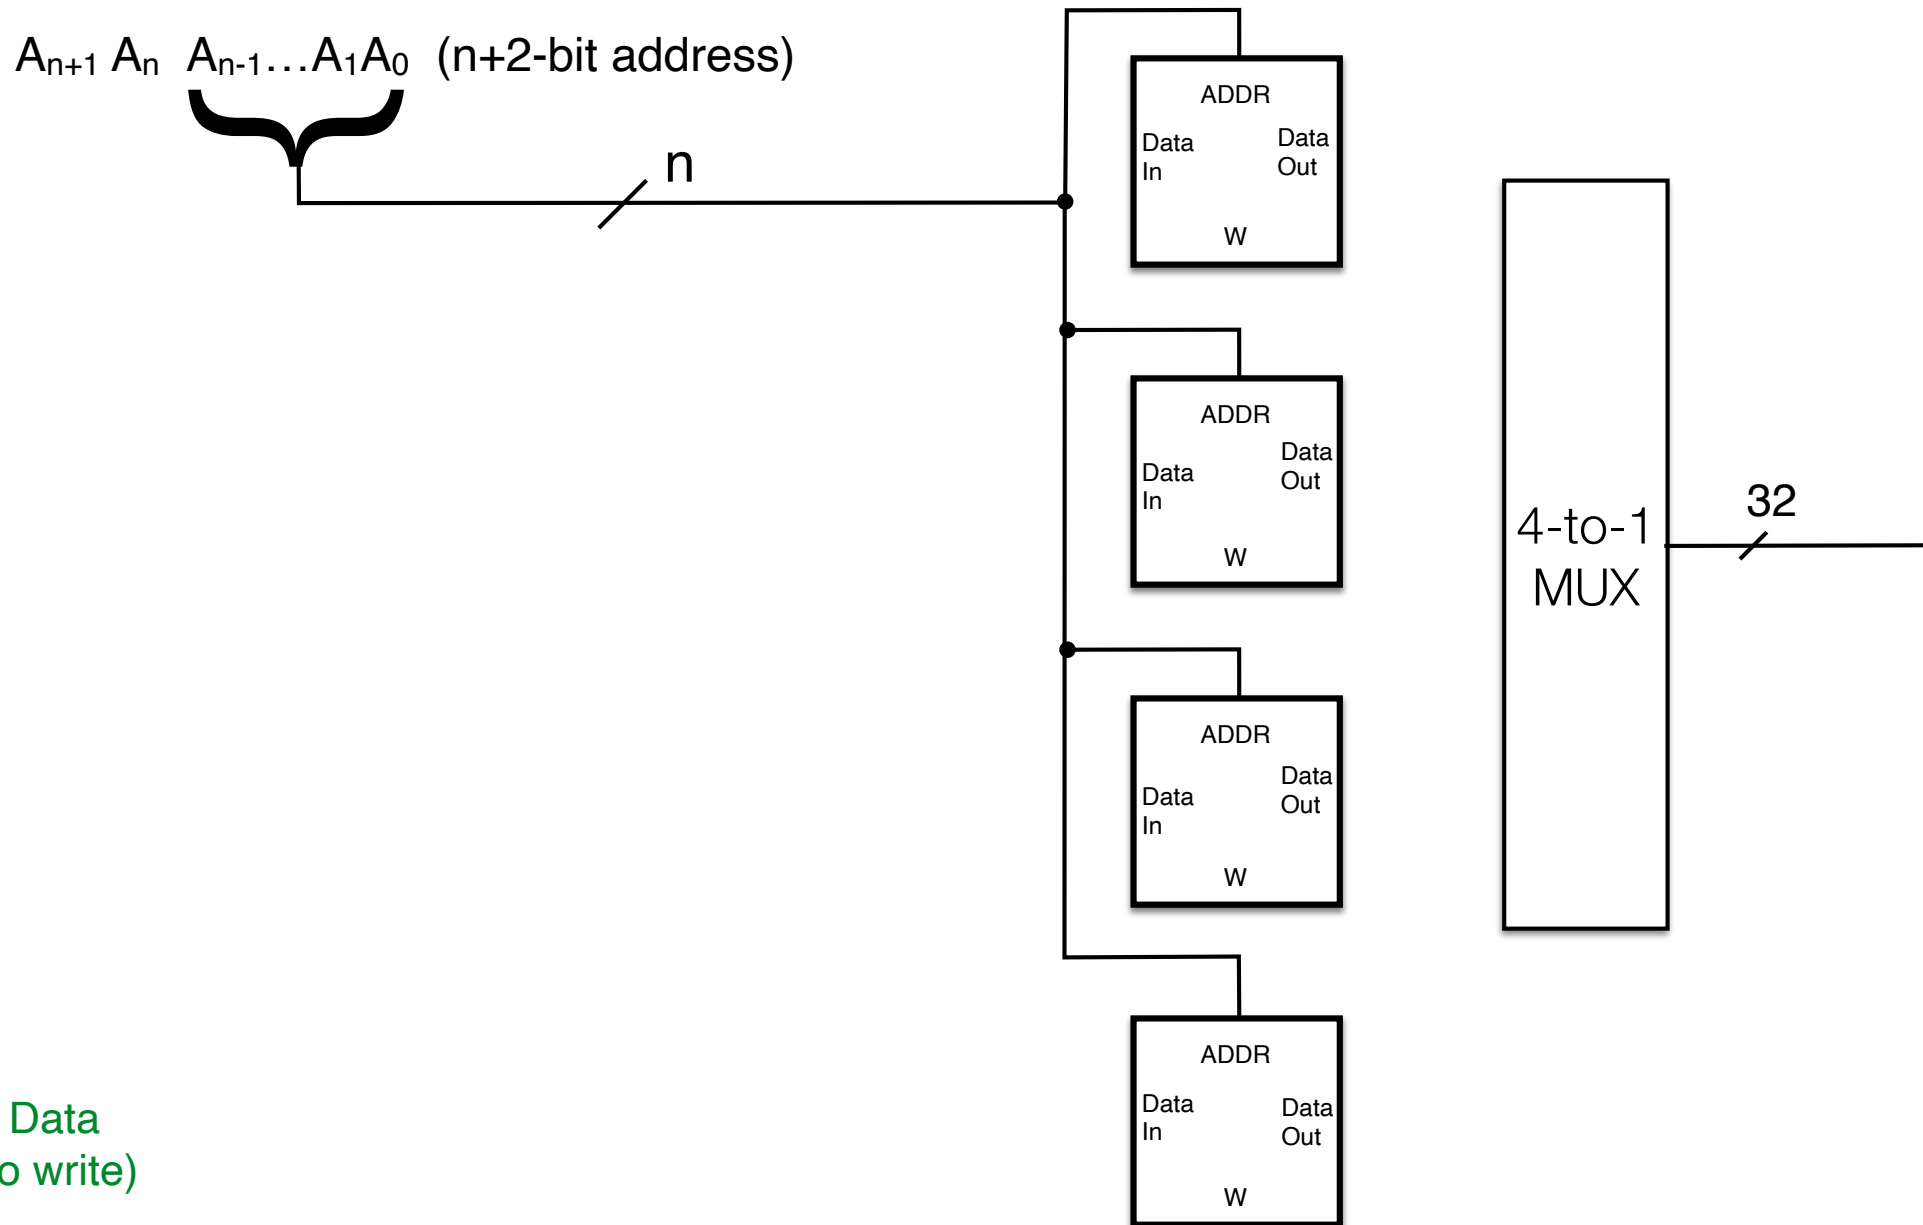 Aₙ₊₁ Aₙ Aₙ₋₁…A₁A₀ (n+2-bit address)
n
ADDR
Data
In
Data
Out
W
ADDR
Data
In
Data
Out
W
4-to-1
MUX
32
ADDR
Data
In
Data
Out
W
ADDR
Data
In
Data
Out
W
Data
o write)